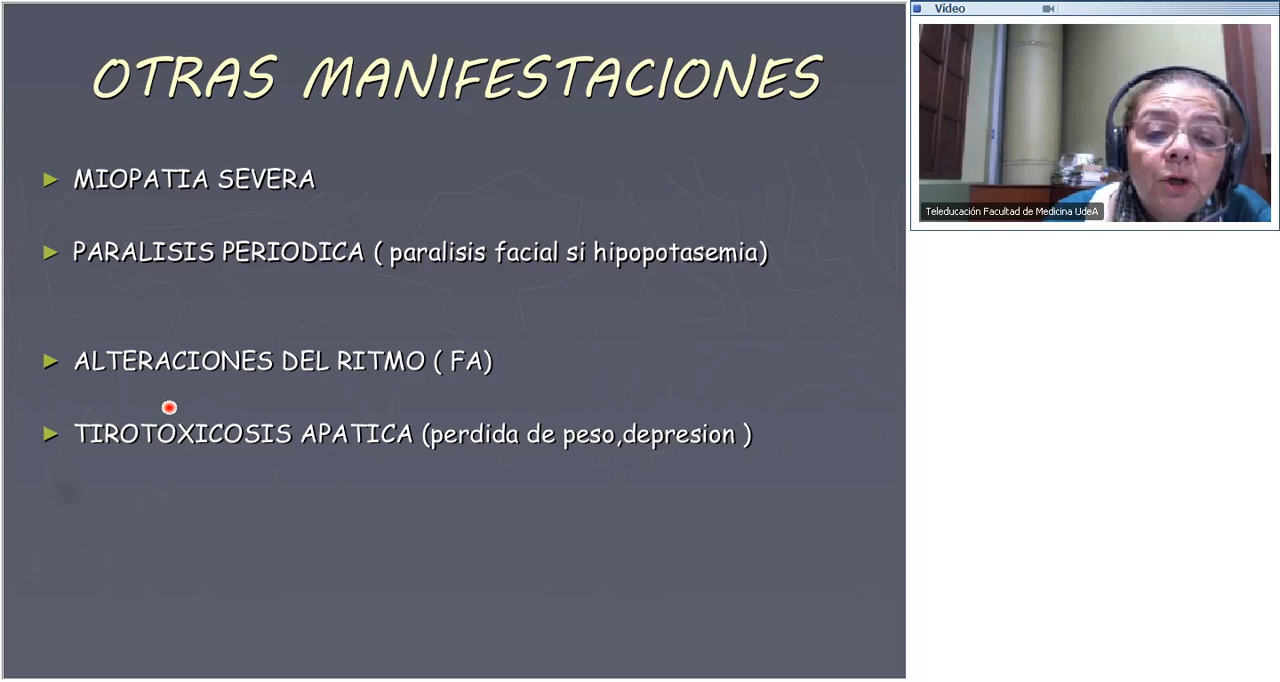 OTRAS MANIFESTACIONES
MIOPATIA SEVERA
PARALISIS PERIODICA ( paralisis facial si hipopotasemia)
ALTERACIONES DEL RITMO ( FA)
TIROTOXICOSIS APATICA (perdida de peso,depresion )
Vídeo
Teleducación Facultad de Medicina UdeA